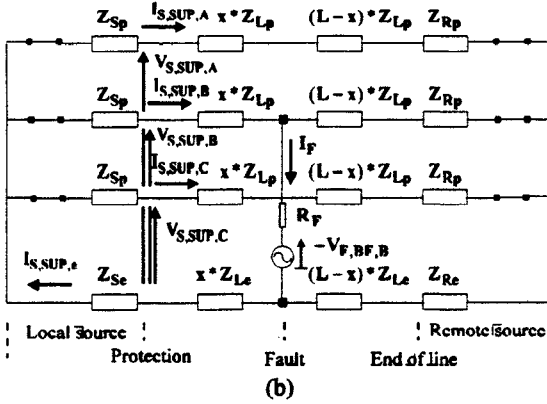 I_S,SUP,A
Z_Sp x * Z_Lp (L - x) * Z_Lp Z_Rp
V_S,SUP,A
I_S,SUP,B
Z_Sp x * Z_Lp (L - x) * Z_Lp Z_Rp
V_S,SUP,B
I_F
I_S,SUP,C
Z_Sp x * Z_Lp (L - x) * Z_Lp Z_Rp
R_F
V_S,SUP,C
-V_F,BF,B
I_S,SUP,e
Z_Se x * Z_Le (L - x) * Z_Le Z_Re
Local source Remote source
Protection Fault End of line
(b)